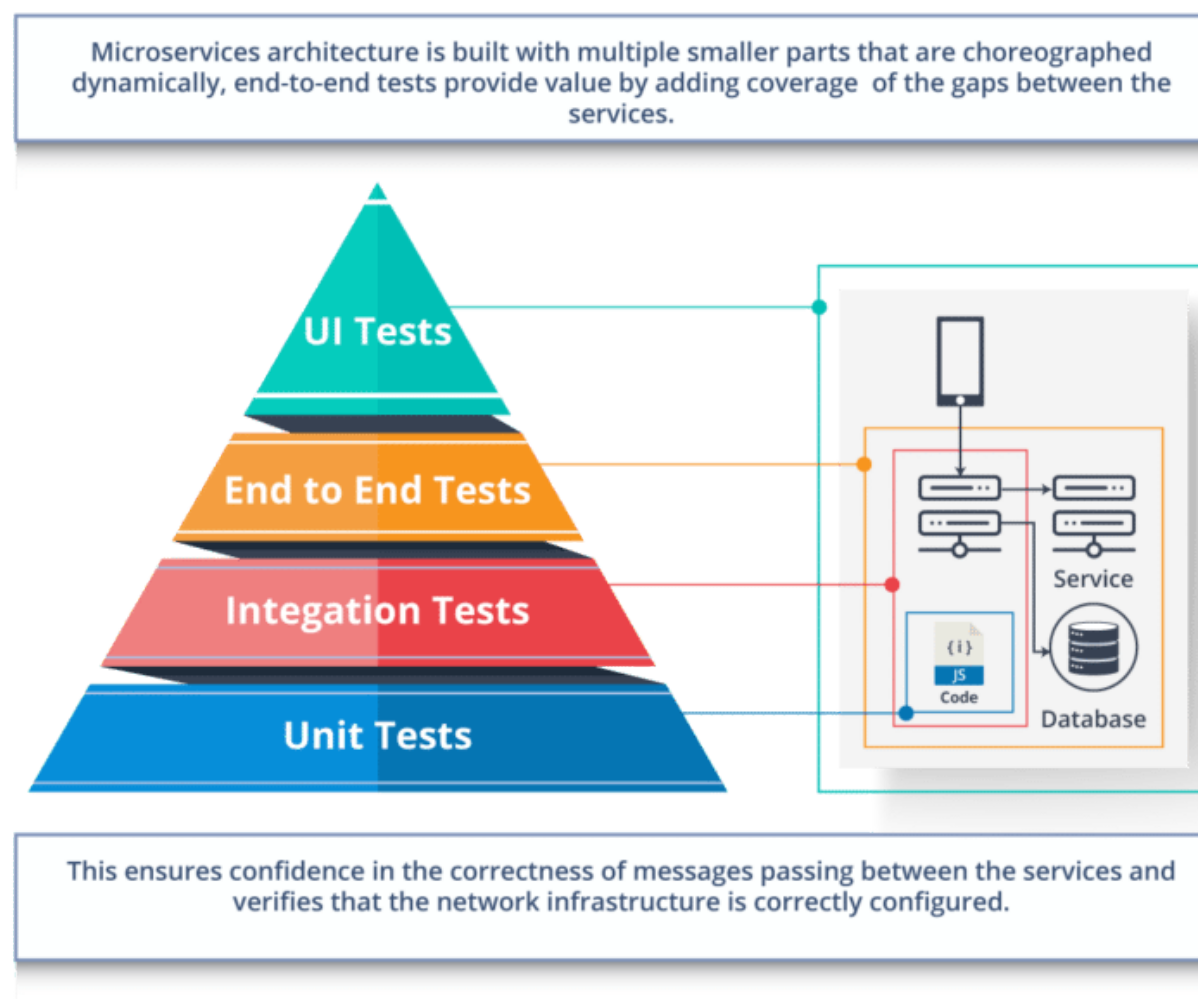 Microservices architecture is built with multiple smaller parts that are choreographed
dynamically, end-to-end tests provide value by adding coverage of the gaps between the
services.
UI Tests
End to End Tests
Integation Tests
Unit Tests
Service
{i}
JS
Code
Database
This ensures confidence in the correctness of messages passing between the services and
verifies that the network infrastructure is correctly configured.